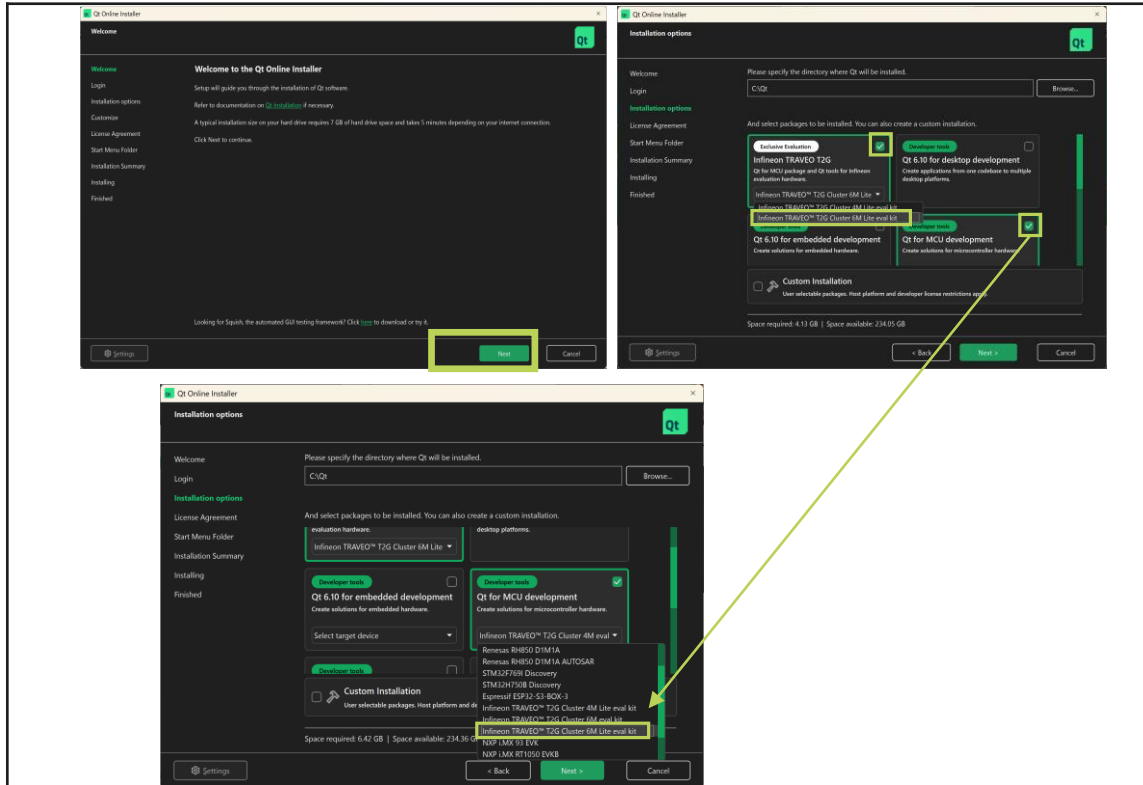 Qt Online Installer
Welcome
Qt
Welcome
Login
Installation options
Customize
License Agreement
Start Menu Folder
Installation Summary
Installing
Finished
Welcome to the Qt Online Installer
Setup will guide you through the installation of Qt software.
Refer to documentation on Qt Installation if necessary.
A typical installation size on your hard drive requires 7 GB of hard drive space and takes 5 minutes depending on your internet connection.
Click Next to continue.
Looking for Squish, the automated GUI testing framework? Click here to download or try it.
Settings
Next
Cancel
Qt Online Installer
Installation options
Qt
Welcome
Login
Installation options
License Agreement
Start Menu Folder
Installation Summary
Installing
Finished
Please specify the directory where Qt will be installed.
C:\Qt
Browse...
And select packages to be installed. You can also create a custom installation.
Exclusive Evaluation
Infineon TRAVEO T2G
Qt for MCU package and Qt tools for Infineon
evaluation hardware.
Infineon TRAVEO™ T2G Cluster 6M Lite
Infineon TRAVEO™ T2G Cluster 4M Lite eval kit
Infineon TRAVEO™ T2G Cluster 6M Lite eval kit
Developer tools
Qt 6.10 for desktop development
Create applications from one codebase to multiple
desktop platforms.
Qt 6.10 for embedded development
Create solutions for embedded hardware.
Developer tools
Qt for MCU development
Create solutions for microcontroller hardware.
Custom Installation
User selectable packages. Host platform and developer license restrictions apply.
Space required: 4.13 GB | Space available: 234.05 GB
Settings
< Back
Next >
Cancel
Qt Online Installer
Installation options
Qt
Welcome
Login
Installation options
License Agreement
Start Menu Folder
Installation Summary
Installing
Finished
Please specify the directory where Qt will be installed.
C:\Qt
Browse...
And select packages to be installed. You can also create a custom installation.
evaluation hardware.
Infineon TRAVEO™ T2G Cluster 6M Lite
desktop platforms.
Developer tools
Qt 6.10 for embedded development
Create solutions for embedded hardware.
Select target device
Developer tools
Qt for MCU development
Create solutions for microcontroller hardware.
Infineon TRAVEO™ T2G Cluster 4M eval
Renesas RH850 D1M1A
Renesas RH850 D1M1A AUTOSAR
STM32F769I Discovery
STM32H750B Discovery
Espressif ESP32-S3-BOX-3
Infineon TRAVEO™ T2G Cluster 4M Lite eval kit
Infineon TRAVEO™ T2G Cluster 6M eval kit
Infineon TRAVEO™ T2G Cluster 6M Lite eval kit
NXP i.MX 93 EVK
NXP i.MX RT1050 EVKB
Developer tools
Custom Installation
User selectable packages. Host platform and de
Space required: 6.42 GB | Space available: 234.36 G
Settings
< Back
Next >
Cancel